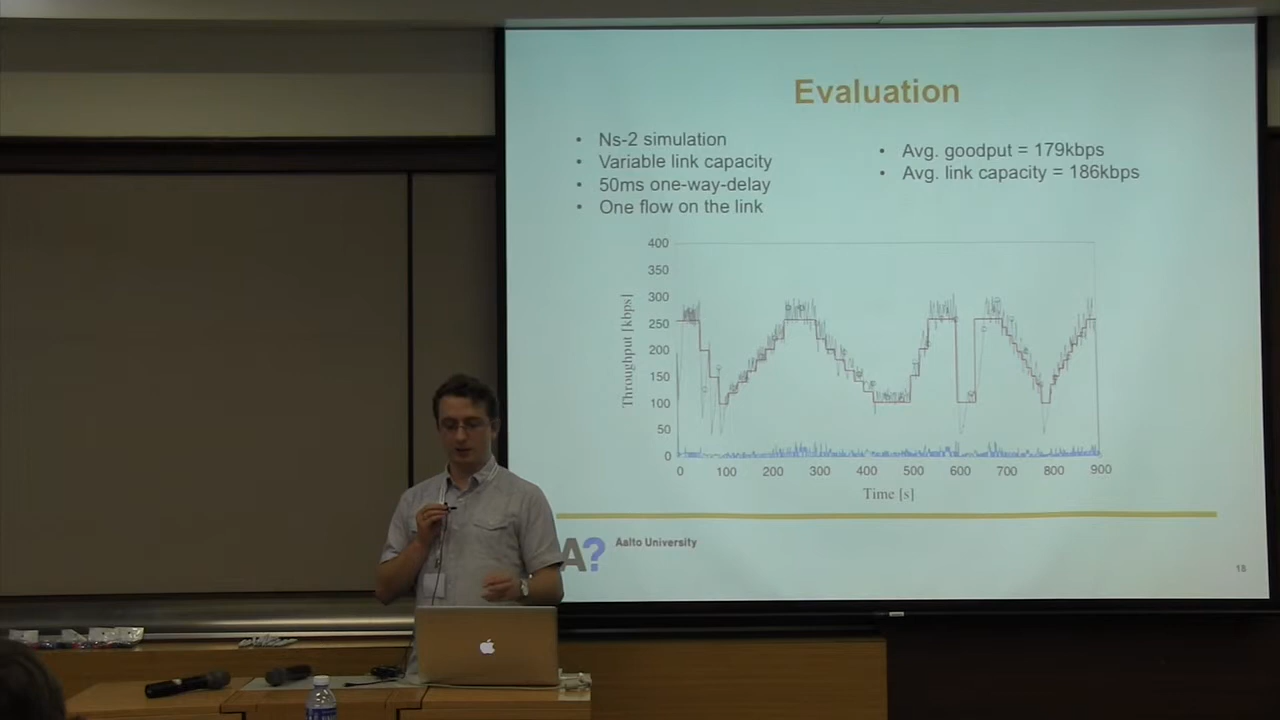 Evaluation
• Ns-2 simulation
• Variable link capacity
• 50ms one-way-delay
• One flow on the link
• Avg. goodput = 179kbps
• Avg. link capacity = 186kbps
400
350
300
250
200
150
100
50
0
Throughput [kbps]
0 100 200 300 400 500 600 700 800 900
Time [s]
A?
Aalto University
18